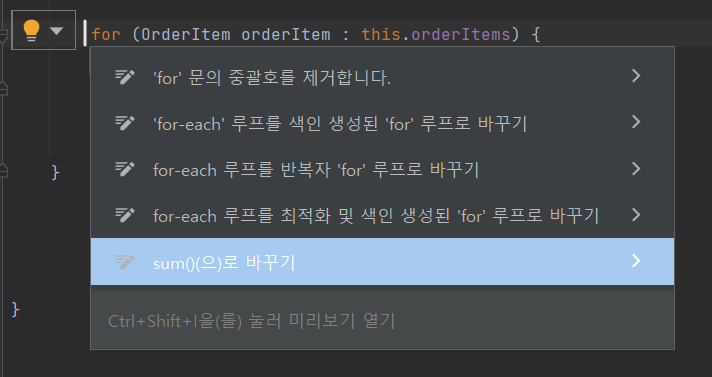 for (OrderItem orderItem : this.orderItems) {
'for' 문의 중괄호를 제거합니다.
'for-each' 루프를 색인 생성된 'for' 루프로 바꾸기
for-each 루프를 반복자 'for' 루프로 바꾸기
for-each 루프를 최적화 및 색인 생성된 'for' 루프로 바꾸기
}
sum()(으)로 바꾸기
}
Ctrl+Shift+I을(를) 눌러 미리보기 열기